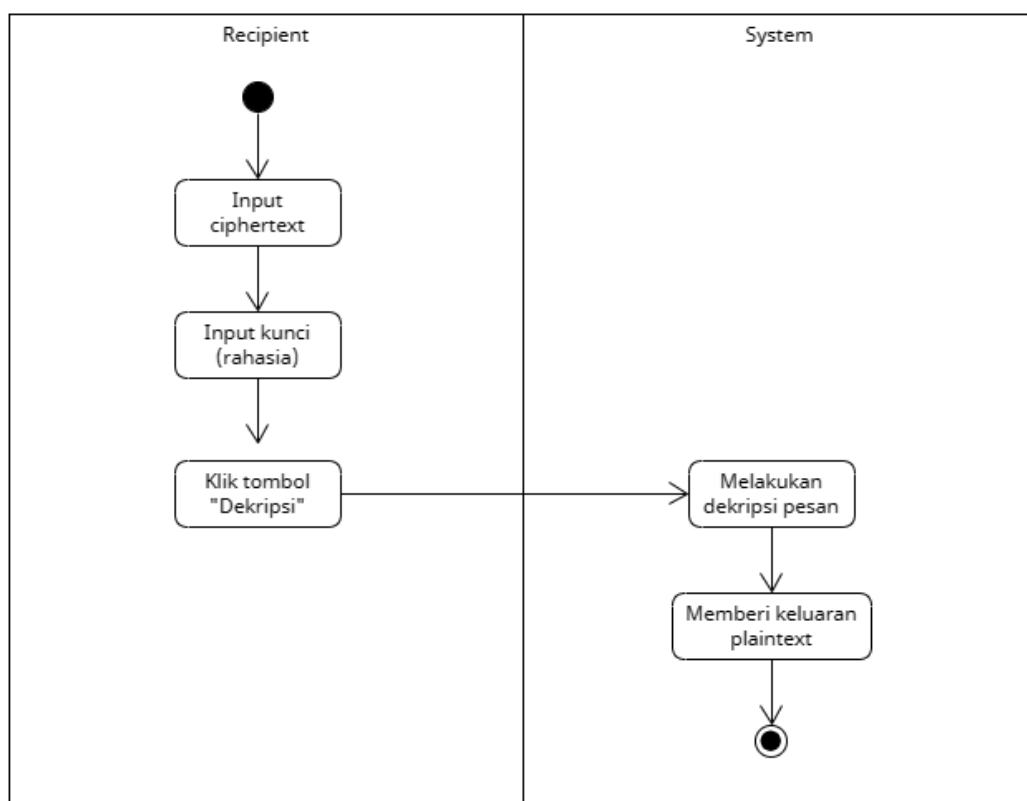 Recipient
System
Input
ciphertext
Input kunci
(rahasia)
Klik tombol
"Dekripsi"
Melakukan
dekripsi pesan
Memberi keluaran
plaintext